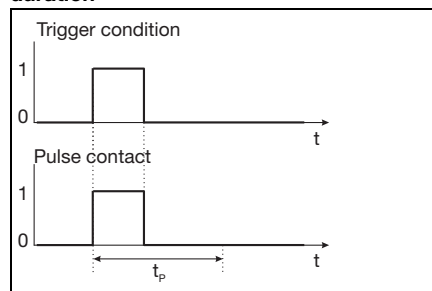 duration
Trigger condition
1
0
t
Pulse contact
1
0
t
tₚ